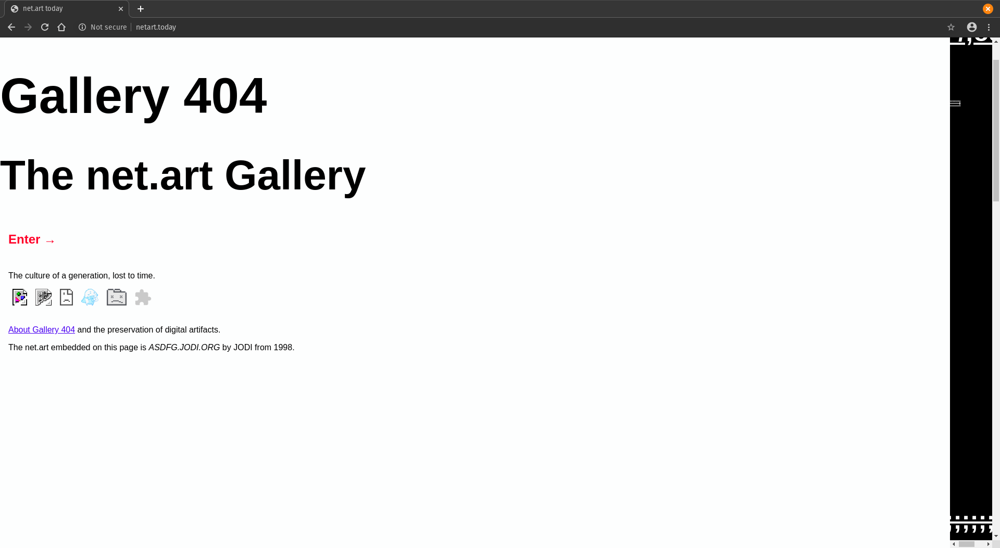 net.art today
Not secure
netart.today
Gallery 404
The net.art Gallery
Enter →
The culture of a generation, lost to time.
About Gallery 404 and the preservation of digital artifacts.
The net.art embedded on this page is ASDFG.JODI.ORG by JODI from 1998.